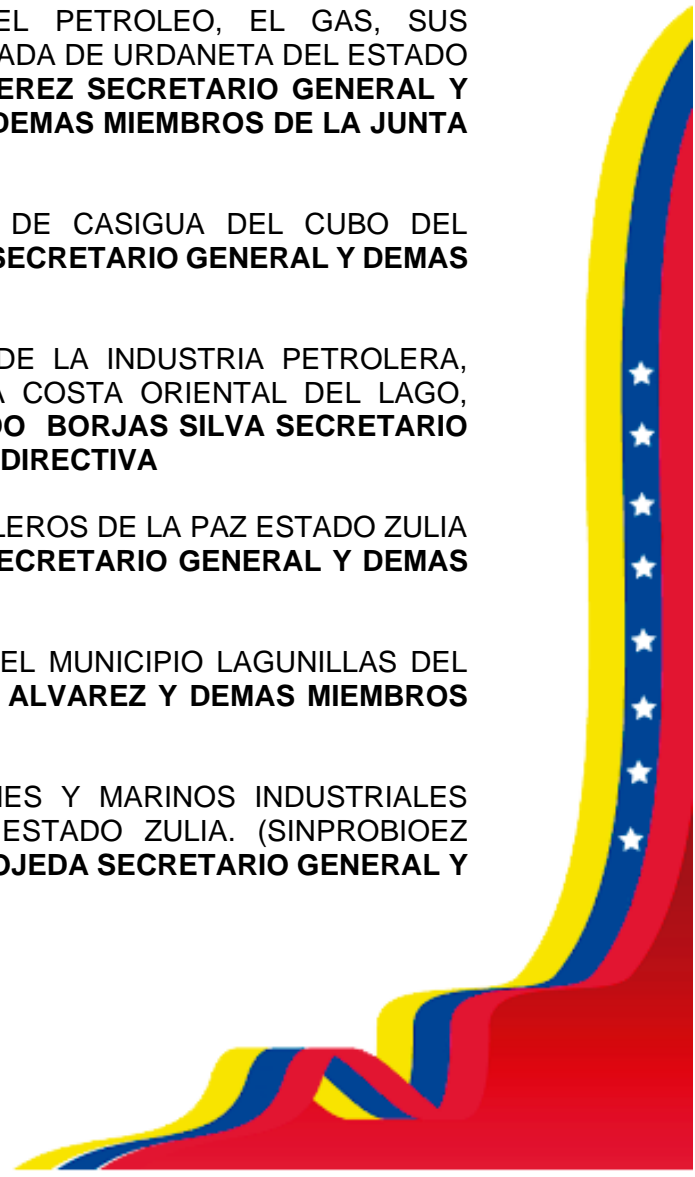 EL PETROLEO, EL GAS, SUS
ADA DE URDANETA DEL ESTADO
EREZ SECRETARIO GENERAL Y
DEMAS MIEMBROS DE LA JUNTA
DE CASIGUA DEL CUBO DEL
SECRETARIO GENERAL Y DEMAS
DE LA INDUSTRIA PETROLERA,
A COSTA ORIENTAL DEL LAGO,
DO BORJAS SILVA SECRETARIO
DIRECTIVA
LEROS DE LA PAZ ESTADO ZULIA
ECRETARIO GENERAL Y DEMAS
EL MUNICIPIO LAGUNILLAS DEL
ALVAREZ Y DEMAS MIEMBROS
NES Y MARINOS INDUSTRIALES
ESTADO ZULIA. (SINPROBIOEZ
OJEDA SECRETARIO GENERAL Y